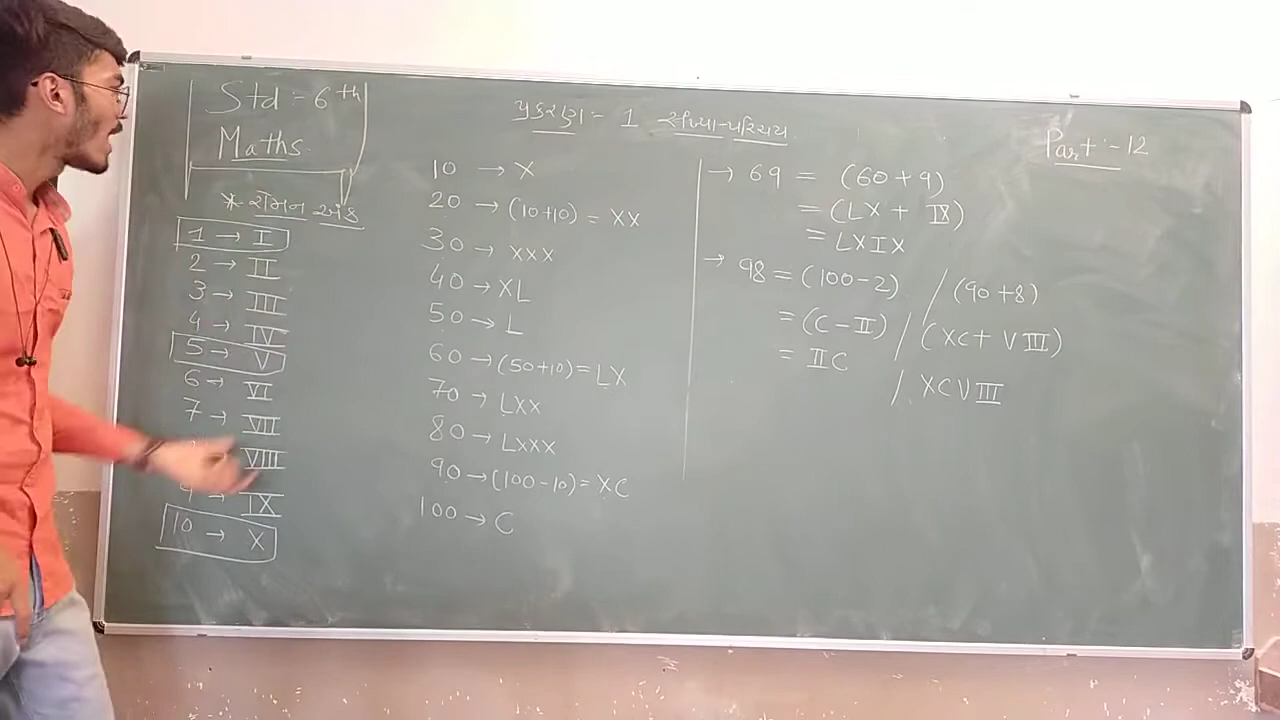 Std :- 6th
Maths.
પ્રકરણ :- 1 સંખ્યા-પરિચય.
Part :- 12
* રોમન અંક
1 → I
2 → II
3 → III
4 → IV
5 → V
6 → VI
7 → VII
→ VIII
9 → IX
10 → X
10 → X
20 → (10+10) = XX
30 → XXX
40 → XL
50 → L
60 → (50+10) = LX
70 → LXX
80 → LXXX
90 → (100-10) = XC
100 → C
→ 69 = (60+9)
= (LX + IX)
= LXIX
→ 98 = (100-2) / (90+8)
= (C-II) / (XC+ VIII)
= IIC / XCVIII